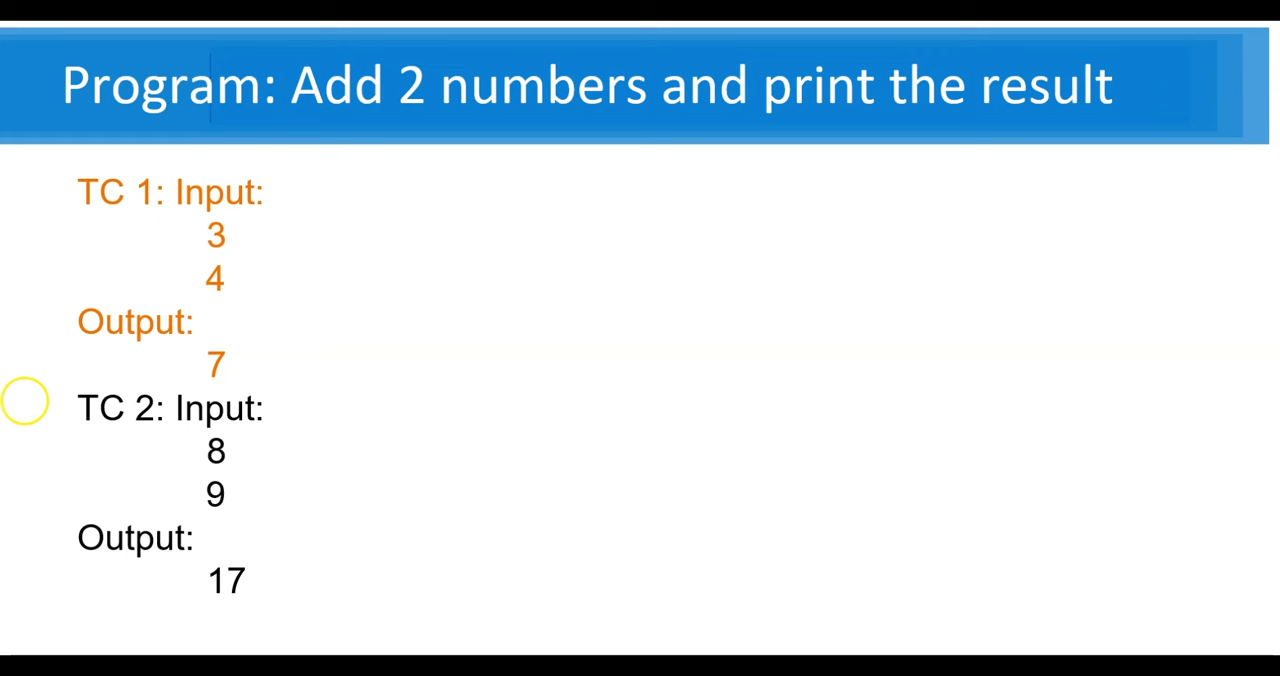 Program: Add 2 numbers and print the result
TC 1: Input:
3
4
Output:
7
TC 2: Input:
8
9
Output:
17